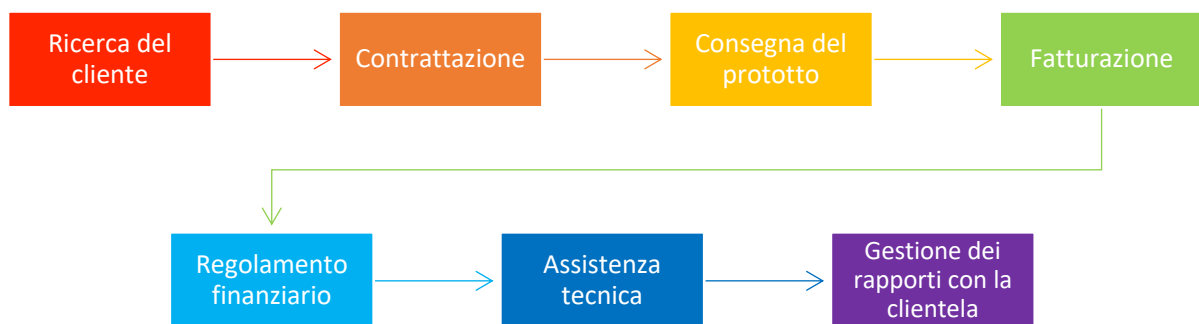 Ricerca del
cliente
Contrattazione
Consegna del
prototto
Fatturazione
Regolamento
finanziario
Assistenza
tecnica
Gestione dei
rapporti con la
clientela